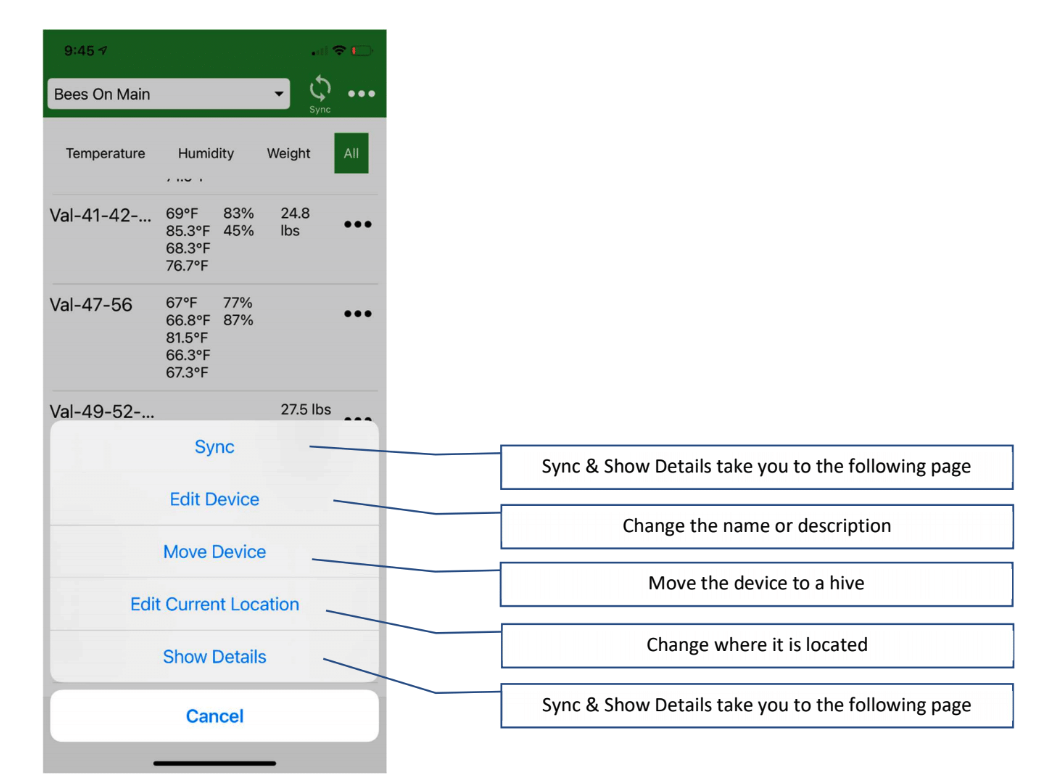 9:45
Bees On Main
Sync
Temperature Humidity Weight All
Val-41-42-... 69°F 83% 24.8
85.3°F 45% lbs
68.3°F
76.7°F
Val-47-56 67°F 77%
66.8°F 87%
81.5°F
66.3°F
67.3°F
Val-49-52-... 27.5 lbs
Sync
Sync & Show Details take you to the following page
Edit Device
Change the name or description
Move Device
Move the device to a hive
Edit Current Location
Change where it is located
Show Details
Sync & Show Details take you to the following page
Cancel